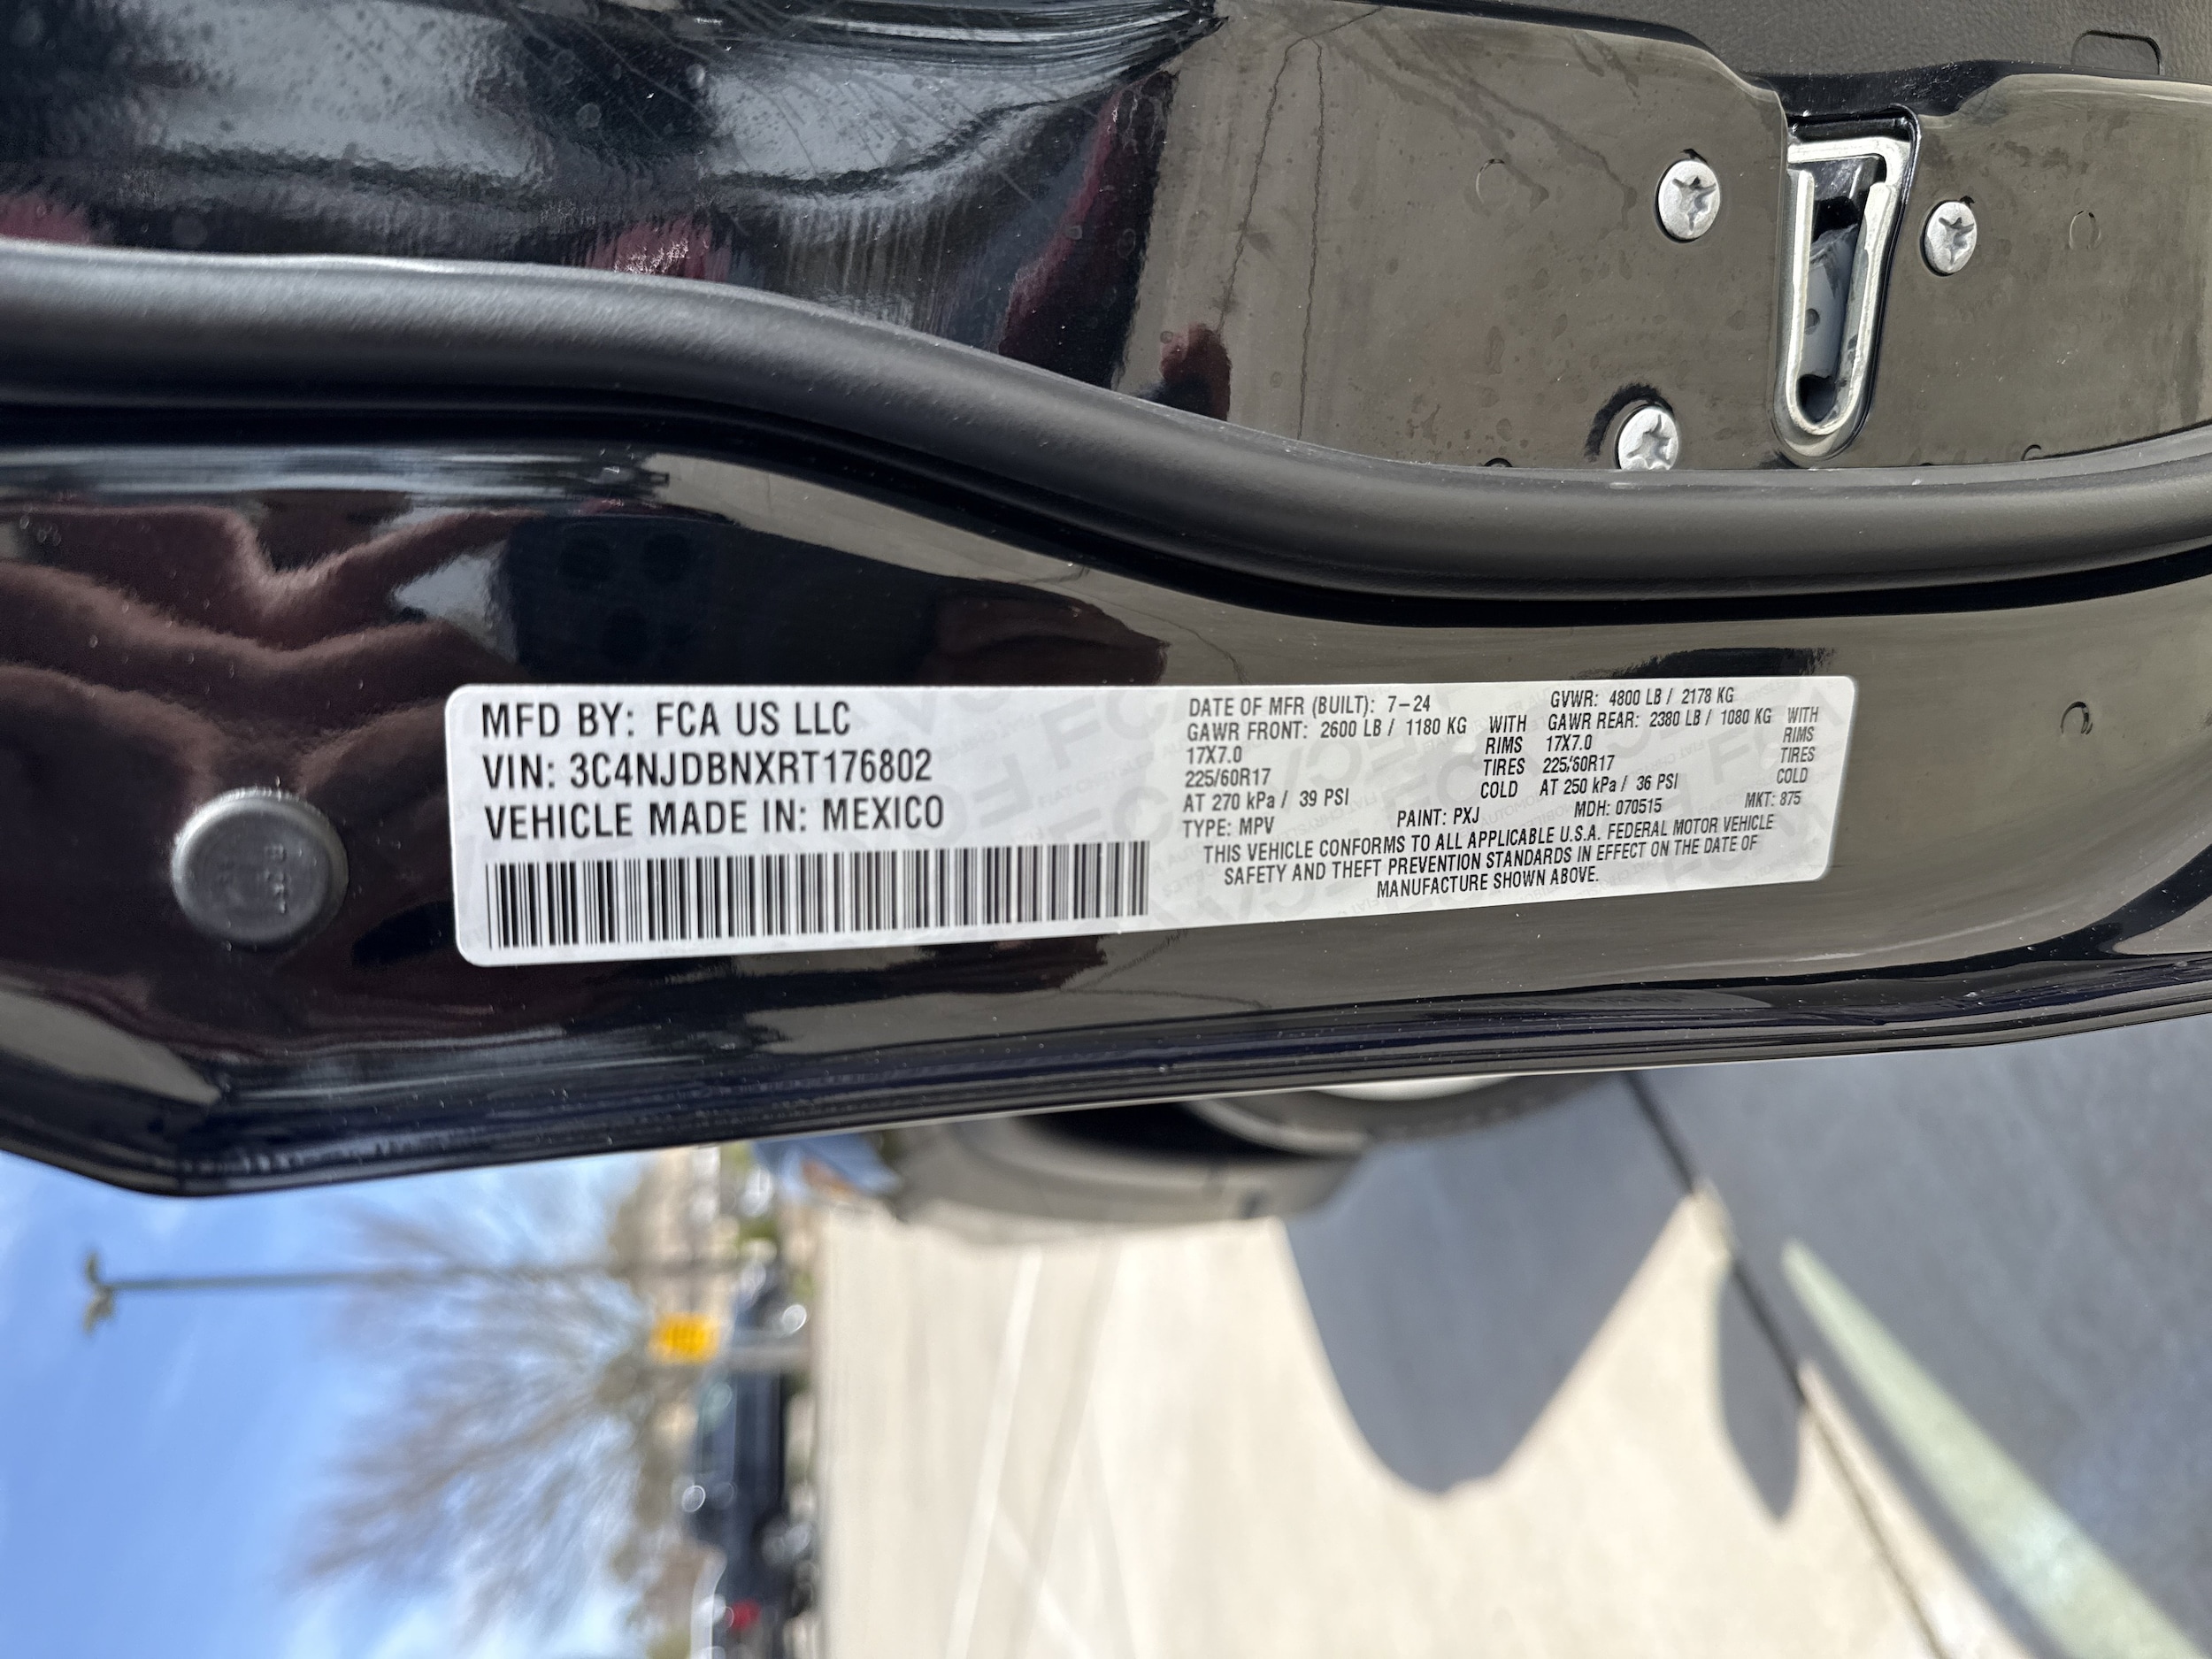 MFD BY: FCA US LLC
VIN: 3C4NJDBNXRT176802
VEHICLE MADE IN: MEXICO
DATE OF MFR (BUILT): 7-24 GVWR: 4800 LB / 2178 KG
GAWR FRONT: 2600 LB / 1180 KG WITH GAWR REAR: 2380 LB / 1080 KG WITH
17X7.0 RIMS 17X7.0 RIMS
225/60R17 TIRES 225/60R17 TIRES
AT 270 kPa / 39 PSI COLD AT 250 kPa / 36 PSI COLD
TYPE: MPV PAINT: PXJ MDH: 070515 MKT: 875
THIS VEHICLE CONFORMS TO ALL APPLICABLE U.S.A. FEDERAL MOTOR VEHICLE
SAFETY AND THEFT PREVENTION STANDARDS IN EFFECT ON THE DATE OF
MANUFACTURE SHOWN ABOVE.